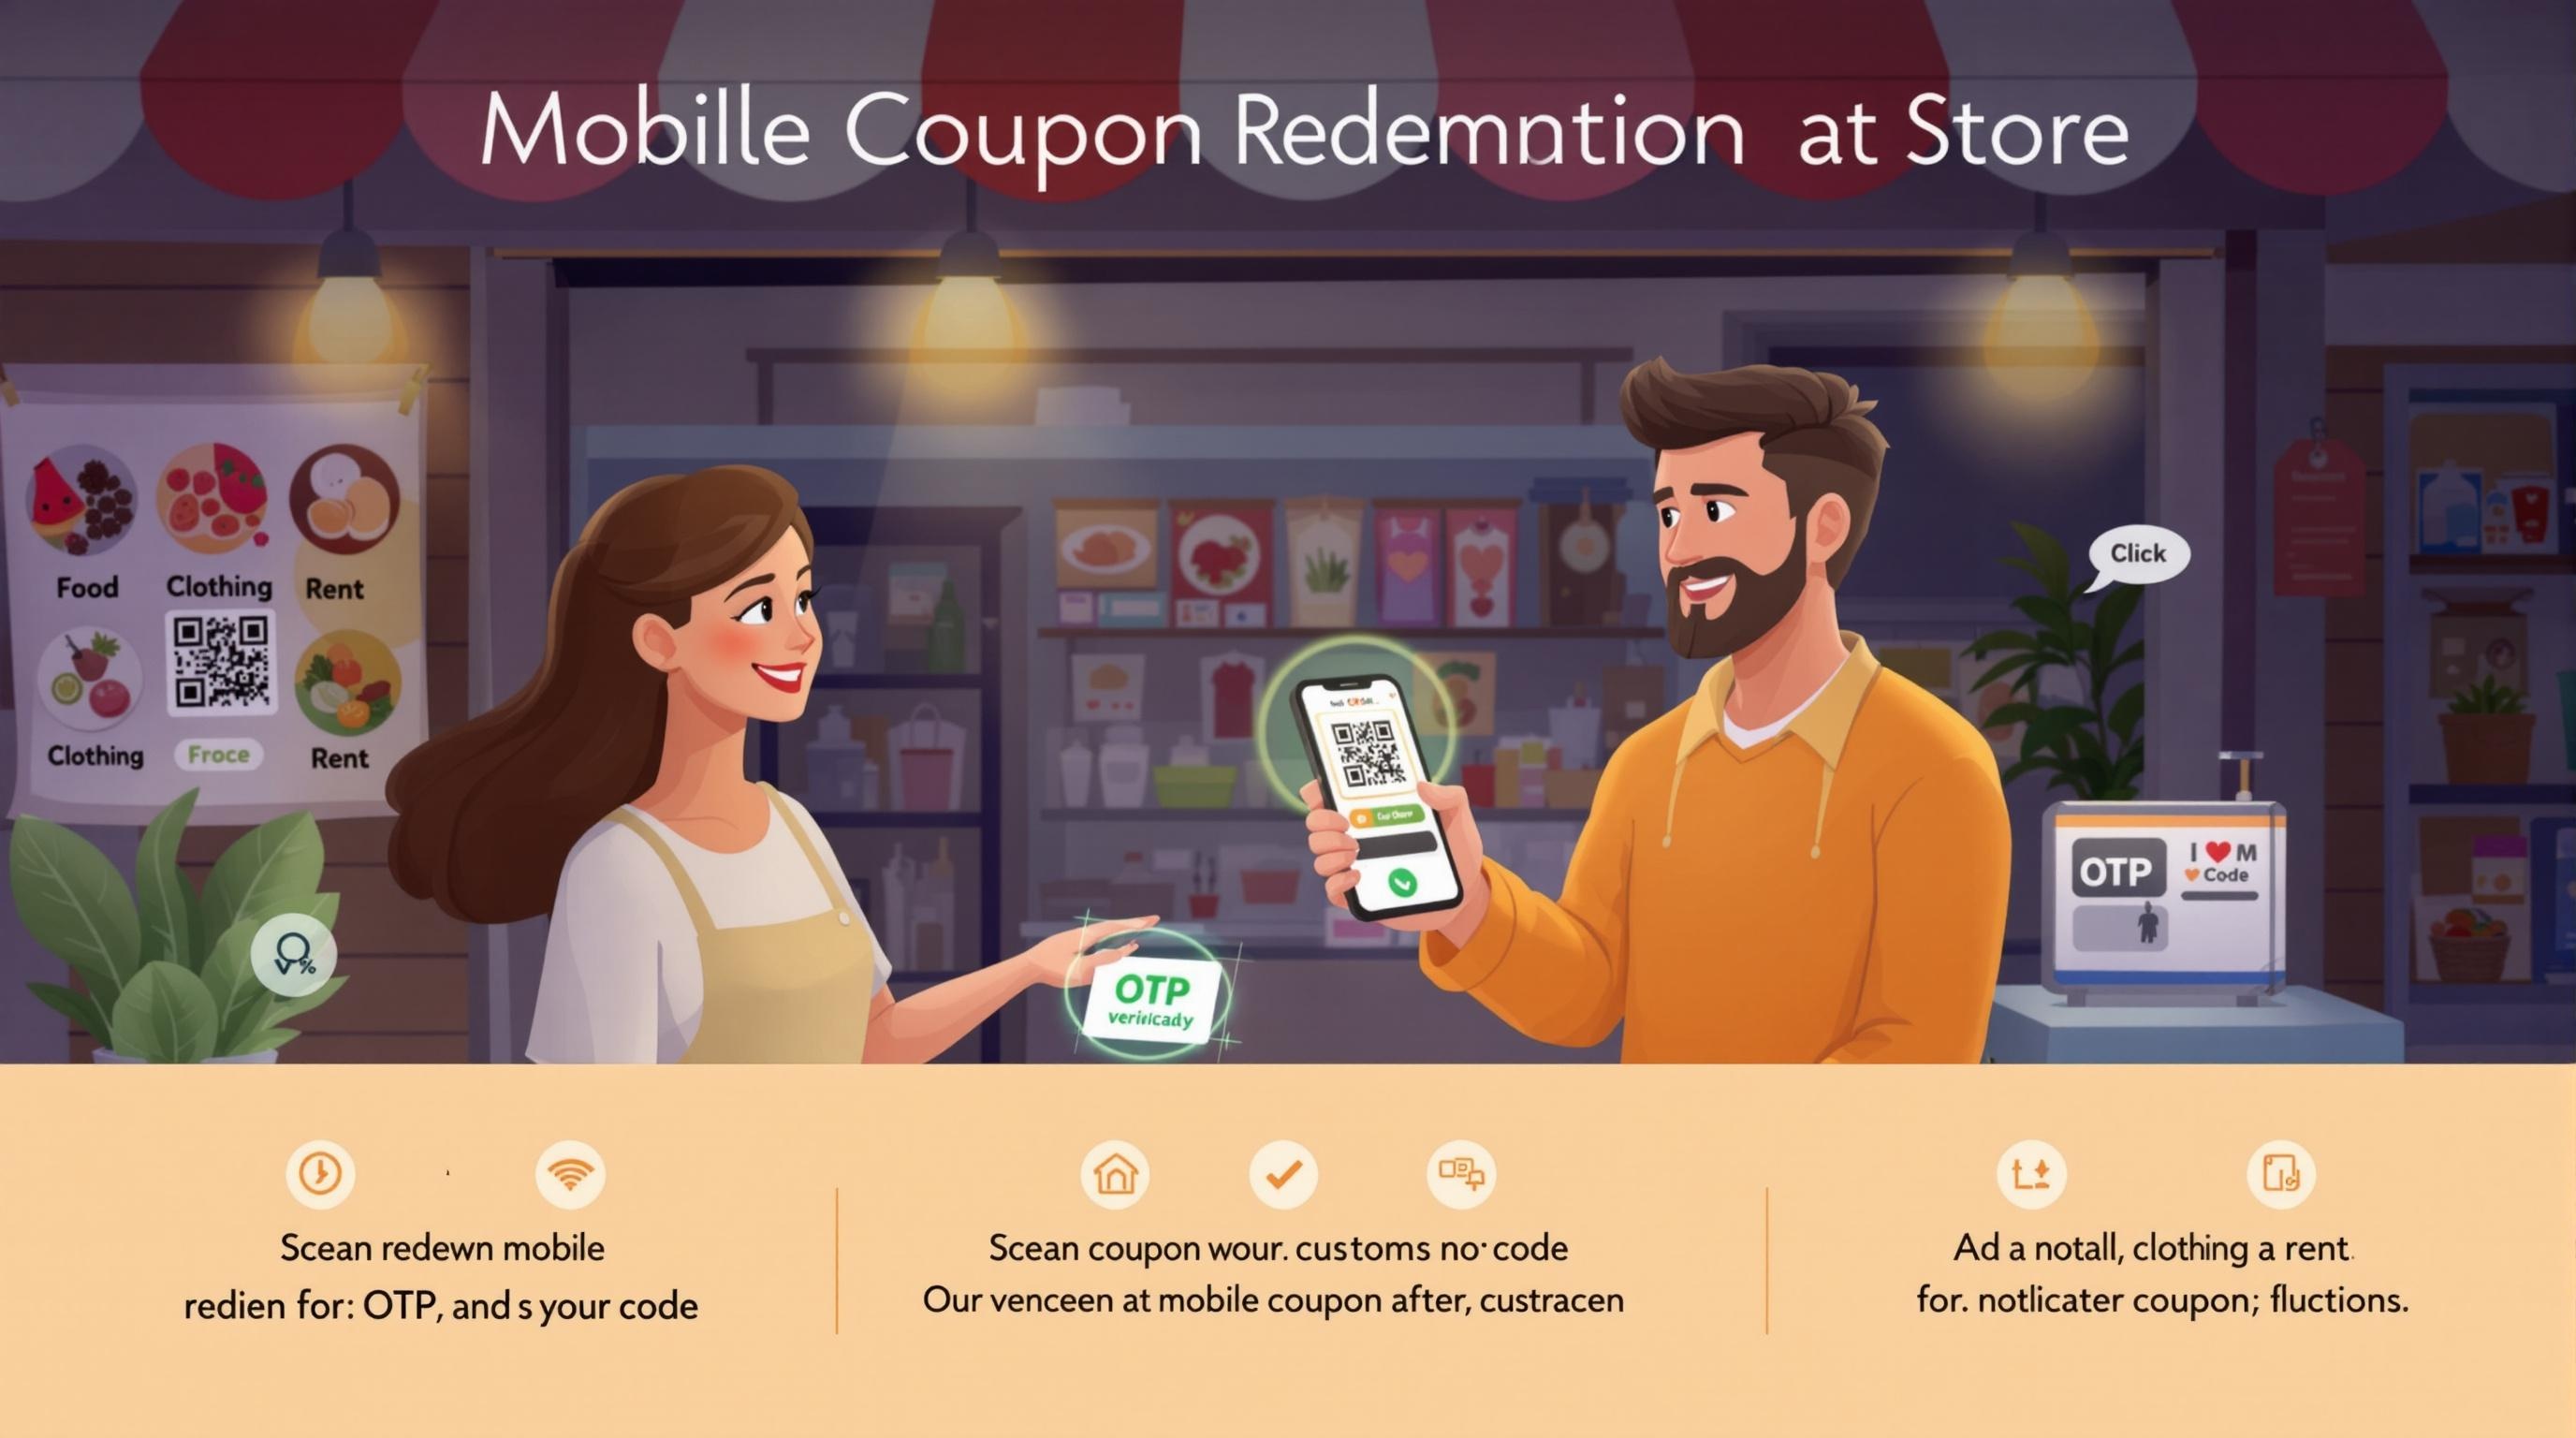 Mobille Coupon Redemntion at Store
Food Clothing Rent
Clothing Froce Rent
Click
OTP
I M
Code
OTP
Scean redewn mobile
redien for: OTP, and s your code
Scean coupon wour. customs no· code
Our venceen at mobile coupon after, custracen
Ad a notall, clothing a rent.
for. notlicater coupon; fluctions.